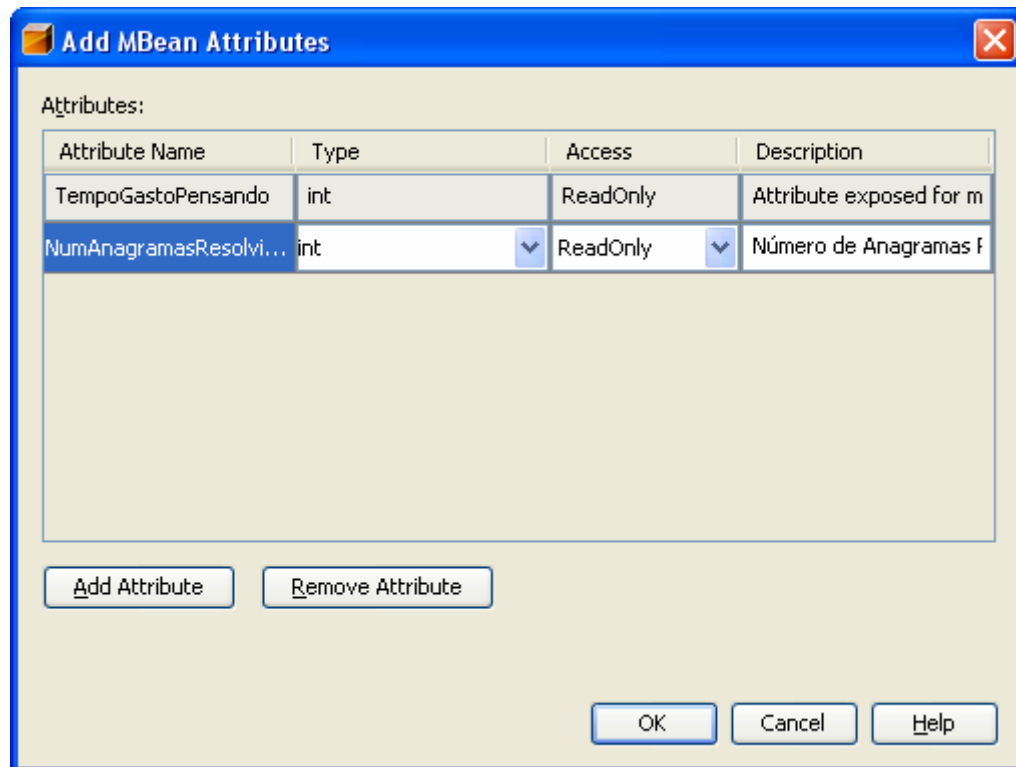 Add MBean Attributes
Attributes:
Attribute Name Type Access Description
TempoGastoPensando int ReadOnly Attribute exposed for m
NumAnagramasResolvi... int ReadOnly Número de Anagramas
Add Attribute Remove Attribute
OK Cancel Help